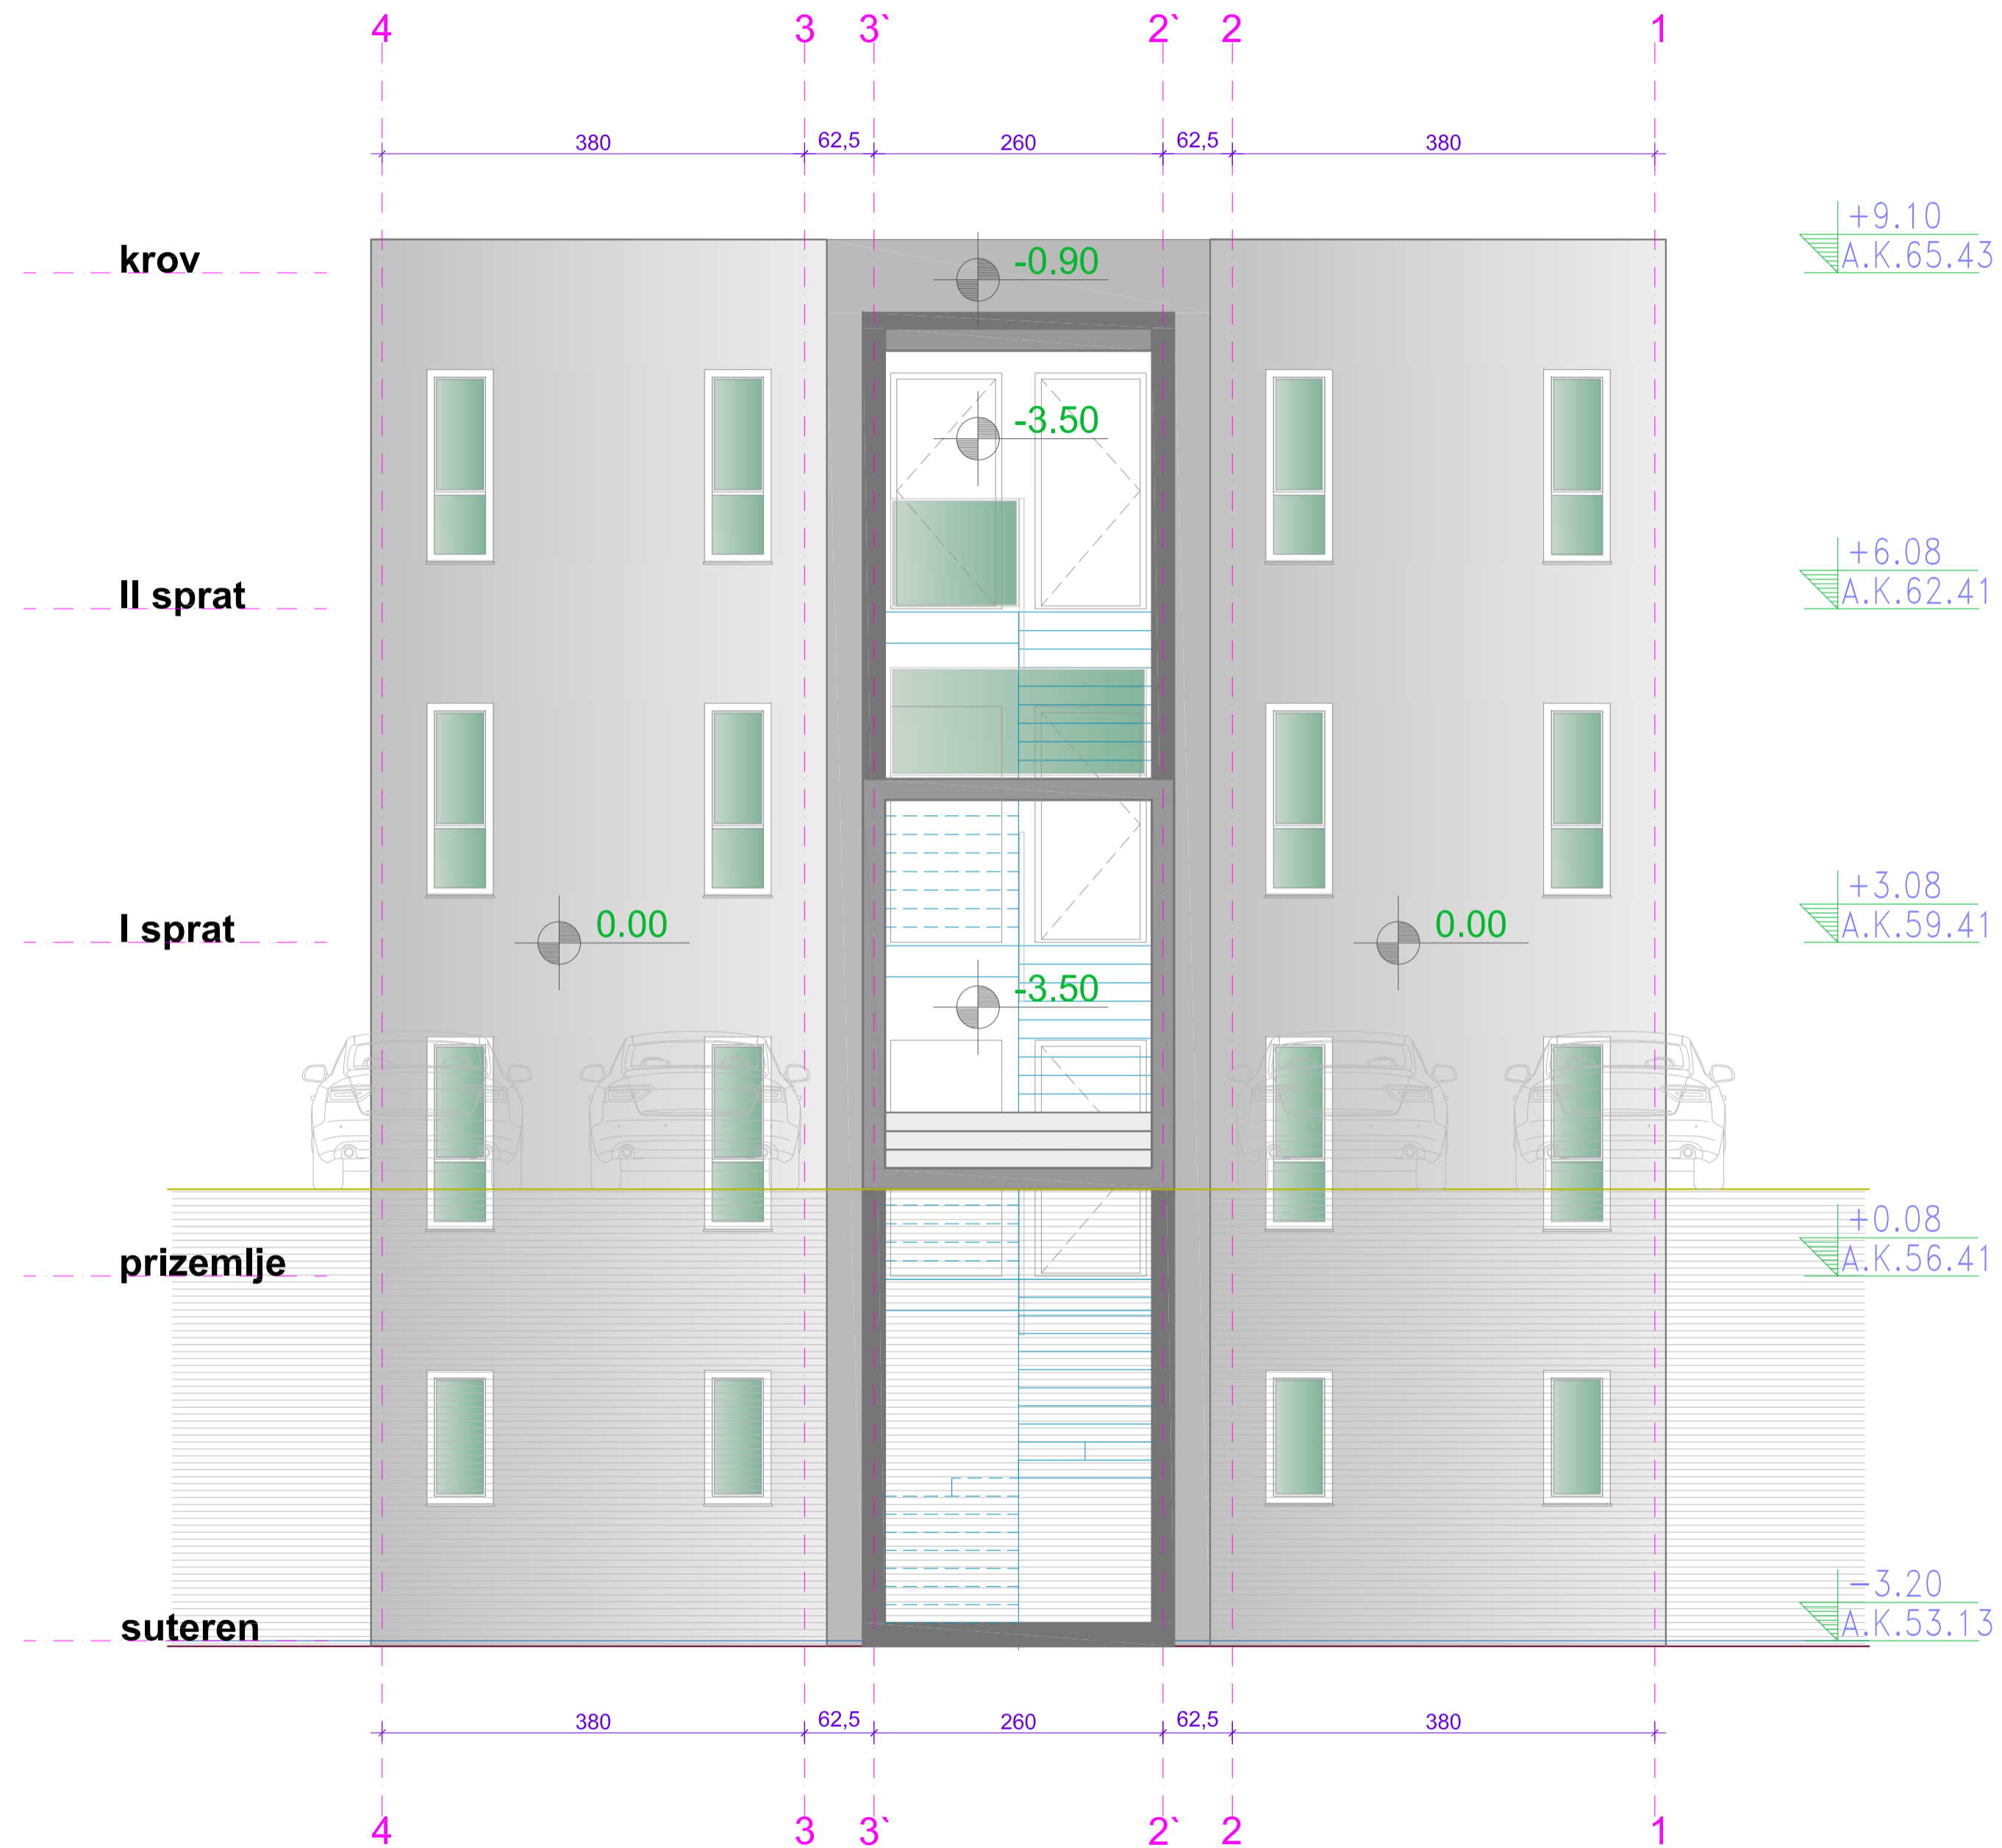 4 3 3` 2` 2 1
380 62,5 260 62,5 380
+9.10
krov -0.90 A.K.65.43
-3.50
+6.08
II sprat A.K.62.41
+3.08
I sprat 0.00 0.00 A.K.59.41
-3.50
+0.08
prizemlje A.K.56.41
-3.20
suteren A.K.53.13
380 62,5 260 62,5 380
4 3 3` 2` 2 1